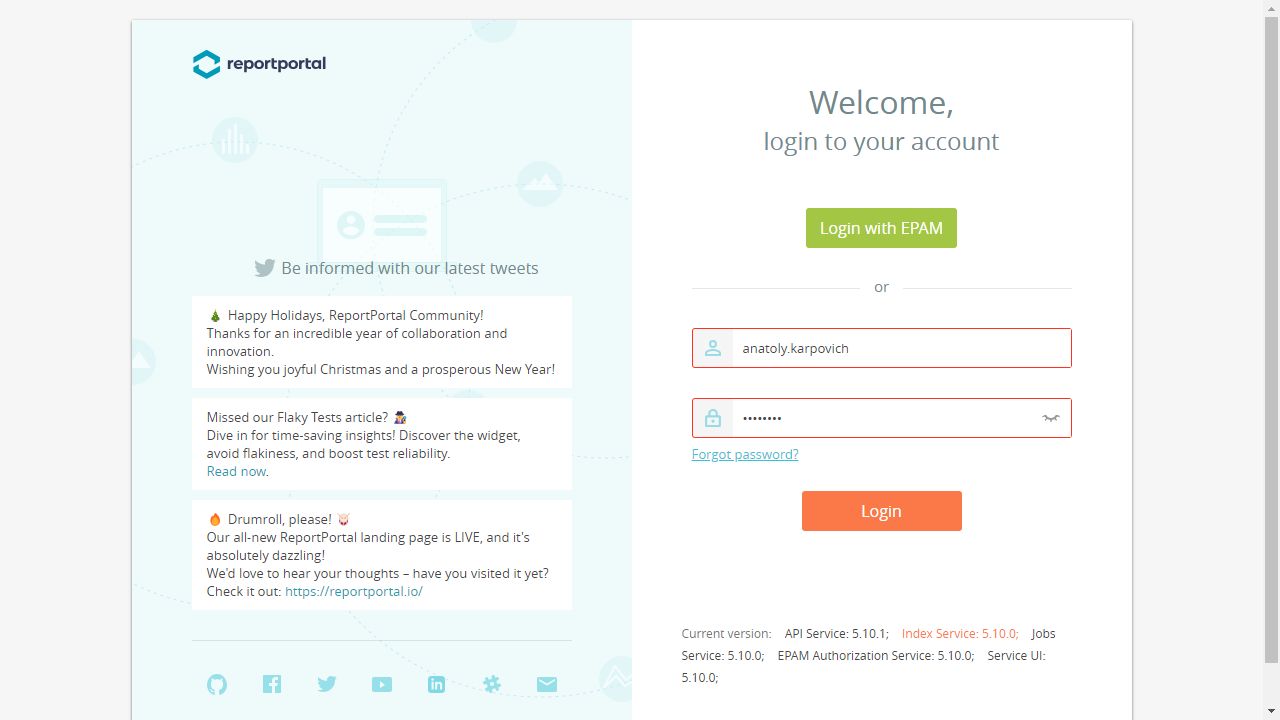 reportportal
Be informed with our latest tweets
🎄 Happy Holidays, ReportPortal Community!
Thanks for an incredible year of collaboration and
innovation.
Wishing you joyful Christmas and a prosperous New Year!
Missed our Flaky Tests article? 🕵️‍♂️
Dive in for time-saving insights! Discover the widget,
avoid flakiness, and boost test reliability.
Read now.
🔥 Drumroll, please! 🥁
Our all-new ReportPortal landing page is LIVE, and it's
absolutely dazzling!
We'd love to hear your thoughts – have you visited it yet?
Check it out: https://reportportal.io/
Welcome,
login to your account
Login with EPAM
or
anatoly.karpovich
••••••••
Forgot password?
Login
Current version: API Service: 5.10.1; Index Service: 5.10.0; Jobs
Service: 5.10.0; EPAM Authorization Service: 5.10.0; Service UI:
5.10.0;